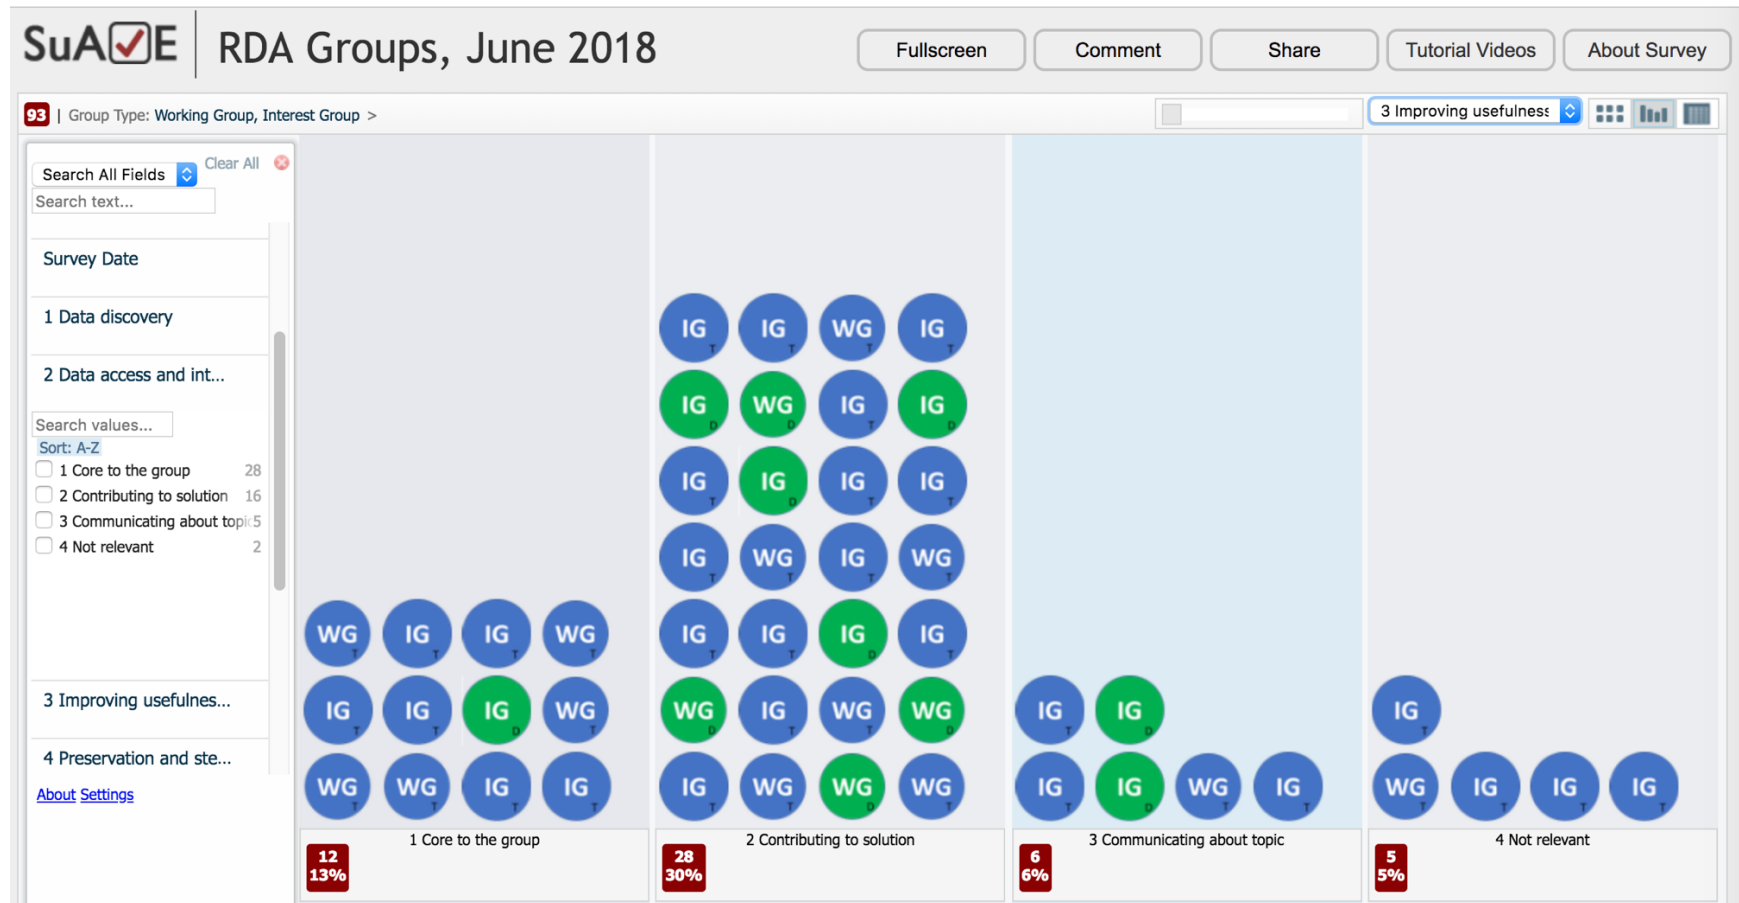 SuAVE | RDA Groups, June 2018
Fullscreen
Comment
Share
Tutorial Videos
About Survey
93 | Group Type: Working Group, Interest Group >
3 Improving usefulness
Search All Fields
Clear All
Search text...
Survey Date
1 Data discovery
2 Data access and int...
Search values...
Sort: A-Z
1 Core to the group 28
2 Contributing to solution 16
3 Communicating about topic 5
4 Not relevant 2
3 Improving usefulnes...
4 Preservation and ste...
About Settings
WG T IG T IG T WG T
IG T IG T IG D WG T
WG T WG T IG T IG T
1 Core to the group
12
13%
IG T IG T WG T IG T
IG D WG D IG T IG D
IG T IG D IG T IG T
IG T WG T IG T WG T
IG T IG T IG D IG T
WG D IG T WG T WG D
IG T WG T WG D WG T
2 Contributing to solution
28
30%
IG T IG D
IG T IG D WG T IG T
3 Communicating about topic
6
6%
IG T
WG T IG T IG T IG T
4 Not relevant
5
5%